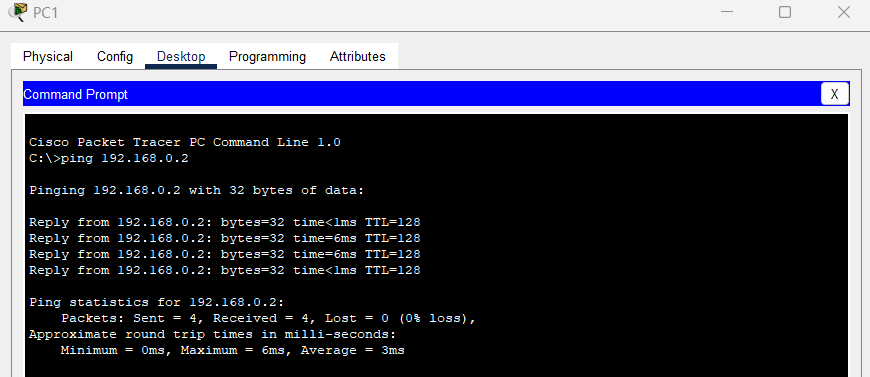 PC1
Physical Config Desktop Programming Attributes
Command Prompt X
Cisco Packet Tracer PC Command Line 1.0
C:\>ping 192.168.0.2
Pinging 192.168.0.2 with 32 bytes of data:
Reply from 192.168.0.2: bytes=32 time<1ms TTL=128
Reply from 192.168.0.2: bytes=32 time=6ms TTL=128
Reply from 192.168.0.2: bytes=32 time=6ms TTL=128
Reply from 192.168.0.2: bytes=32 time<1ms TTL=128
Ping statistics for 192.168.0.2:
    Packets: Sent = 4, Received = 4, Lost = 0 (0% loss),
Approximate round trip times in milli-seconds:
    Minimum = 0ms, Maximum = 6ms, Average = 3ms